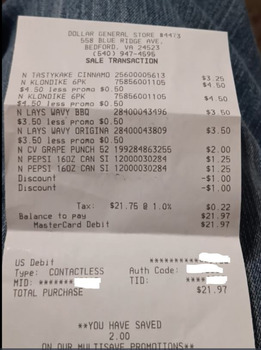 DOLLAR GENERAL STORE #4413
558 BLUE RIDGE AVE.
BEDFORD, VA 24523
(540) 947-4596
SALE TRANSACTION
N TASTYKAKE CINNAMO 25600005613 $3.25
N KLONDIKE 6PK 75856001105 $4.50
$4.50 less promo $0.50
N KLONDIKE 6PK 75856001105 $4.50
$4.50 less promo $0.50
N LAYS WAVY BBQ 28400043496 $3.50
$3.50 less promo $0.50
N LAYS WAVY ORIGINA 28400043809 $3.50
$3.50 less promo $0.50
N CV GRAPE PUNCH 52 199284863255 $2.00
N PEPSI 16OZ CAN SI 12000030284 $1.25
N PEPSI 16OZ CAN SI 12000030284 $1.25
Discount -$1.00
Discount -$1.00
Tax: $21.75 @ 1.0% $0.22
Balance to pay $21.97
MasterCard Debit $21.97
US Debit
Type: CONTACTLESS Auth Code:
MID: TID:
TOTAL PURCHASE $21.97
**YOU HAVE SAVED
2.00
ON OUR MULTISAVE PROMOTIONS**